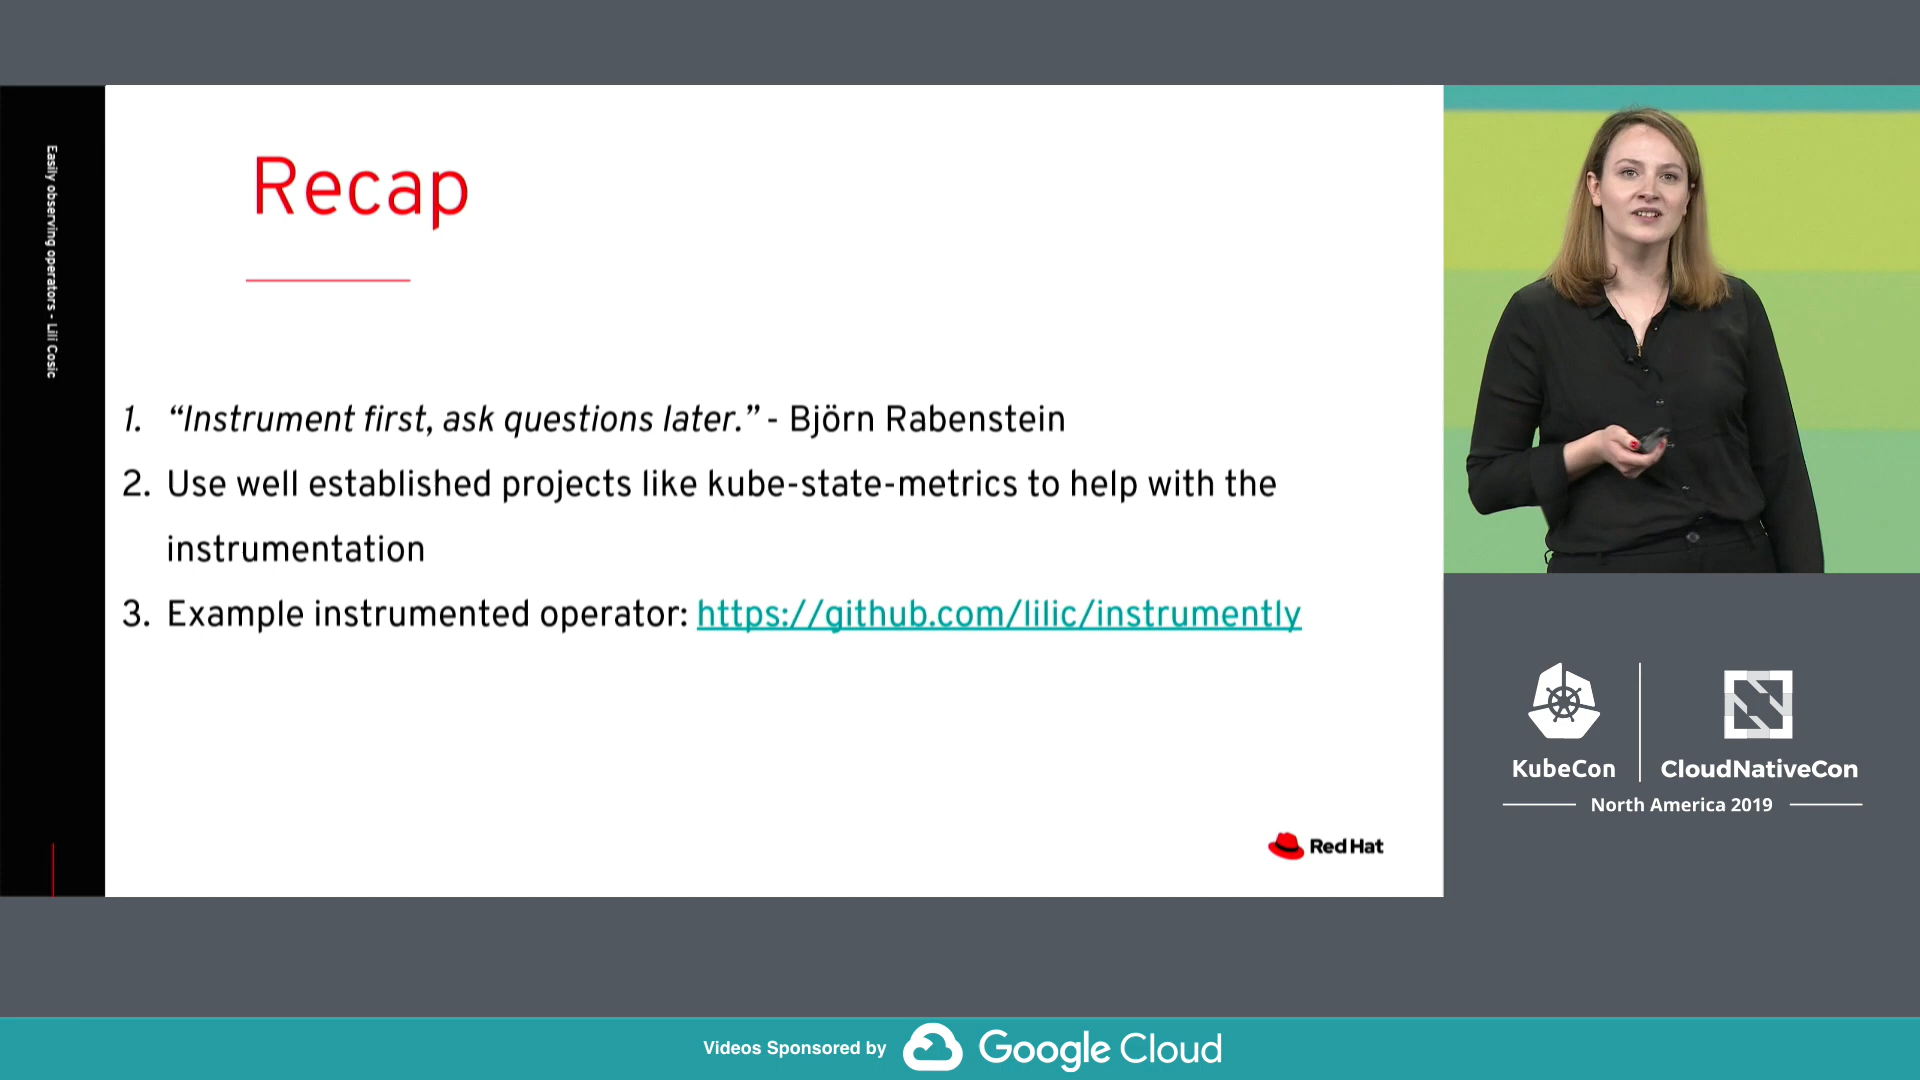 Easily observing operators - Lili Cosic
Recap
1. “Instrument first, ask questions later.” - Björn Rabenstein
2. Use well established projects like kube-state-metrics to help with the
instrumentation
3. Example instrumented operator: https://github.com/lilic/instrumently
Red Hat
KubeCon
CloudNativeCon
North America 2019
Videos Sponsored by
Google Cloud